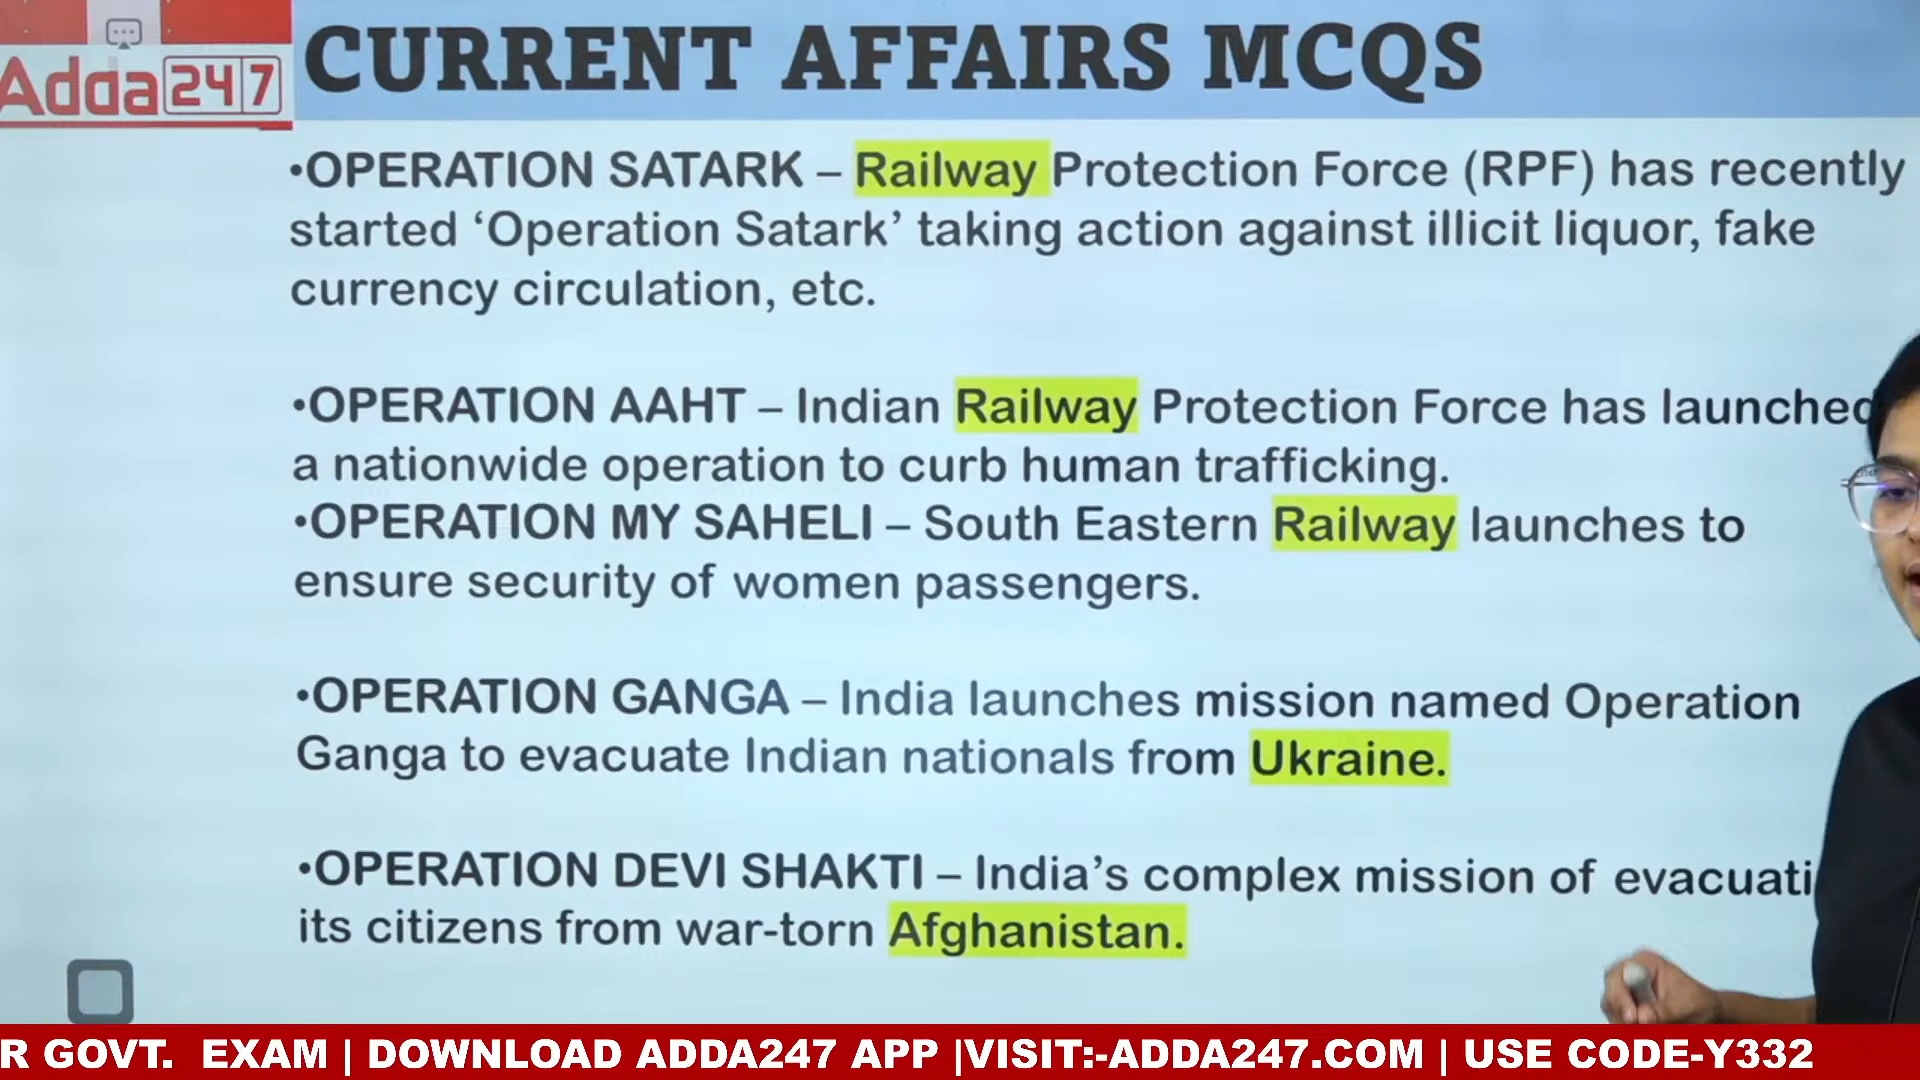 Adda247
CURRENT AFFAIRS MCQS
•OPERATION SATARK – Railway Protection Force (RPF) has recently
started ‘Operation Satark’ taking action against illicit liquor, fake
currency circulation, etc.
•OPERATION AAHT – Indian Railway Protection Force has launched
a nationwide operation to curb human trafficking.
•OPERATION MY SAHELI – South Eastern Railway launches to
ensure security of women passengers.
•OPERATION GANGA – India launches mission named Operation
Ganga to evacuate Indian nationals from Ukraine.
•OPERATION DEVI SHAKTI – India’s complex mission of evacuati
its citizens from war-torn Afghanistan.
R GOVT. EXAM | DOWNLOAD ADDA247 APP |VISIT:-ADDA247.COM | USE CODE-Y332